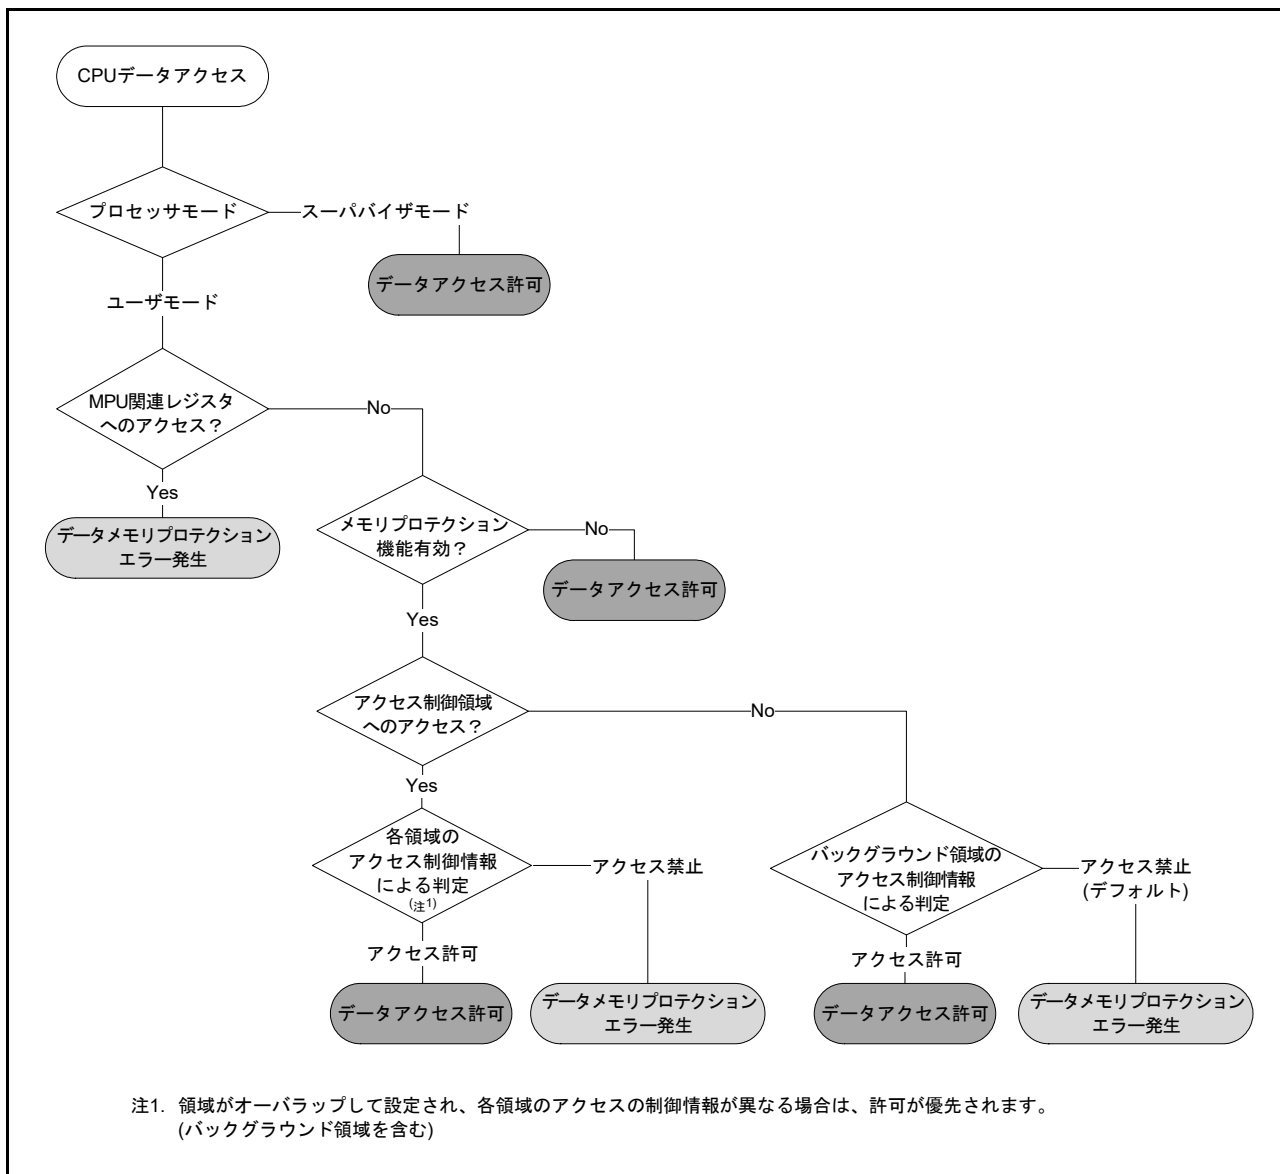 CPUデータアクセス
プロセッサモード
スーパバイザモード
データアクセス許可
ユーザモード
MPU関連レジスタ
へのアクセス？
No
Yes
データメモリプロテクション
エラー発生
メモリプロテクション
機能有効？
No
データアクセス許可
Yes
アクセス制御領域
へのアクセス？
No
Yes
各領域の
アクセス制御情報
による判定
(注1)
アクセス禁止
アクセス許可
データアクセス許可
データメモリプロテクション
エラー発生
バックグラウンド領域の
アクセス制御情報
による判定
アクセス禁止
(デフォルト)
アクセス許可
データアクセス許可
データメモリプロテクション
エラー発生
注1. 領域がオーバラップして設定され、各領域のアクセスの制御情報が異なる場合は、許可が優先されます。
(バックグラウンド領域を含む)